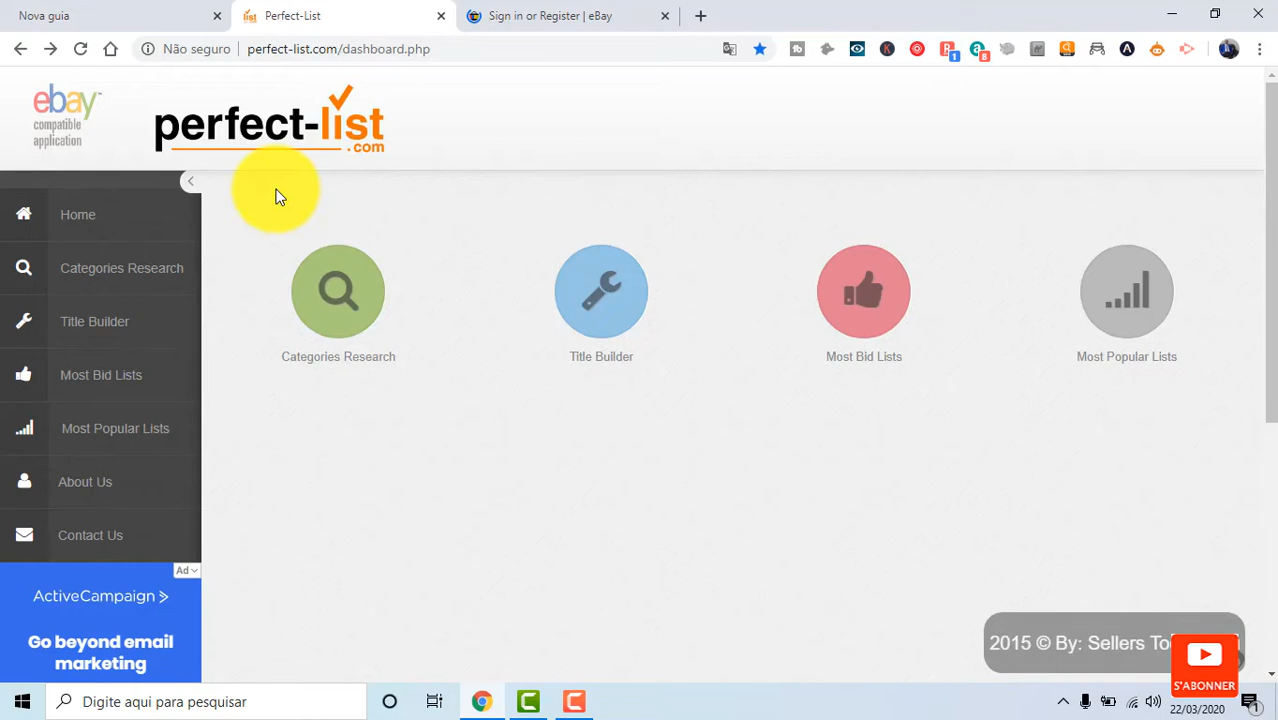 Nova guia
Perfect-List
Sign in or Register | eBay
Não seguro
perfect-list.com/dashboard.php
1
8
ebay
compatible
application
perfect-list
.com
Home
Categories Research
Title Builder
Most Bid Lists
Most Popular Lists
About Us
Contact Us
Categories Research
Title Builder
Most Bid Lists
Most Popular Lists
Ad
ActiveCampaign >
Go beyond email
marketing
2015 © By: Sellers
S'ABONNER
Digite aqui para pesquisar
22/03/2020
1